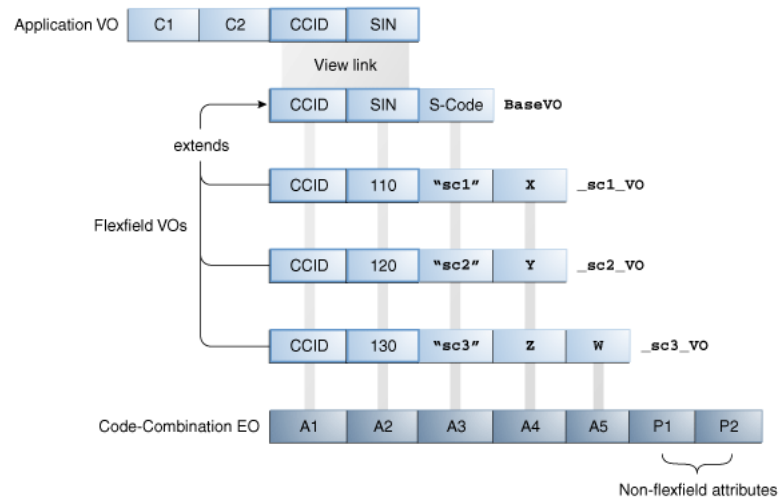 Application VO C1 C2 CCID SIN
View link
CCID SIN S-Code BaseVO
extends
CCID 110 "sc1" X _sc1_VO
Flexfield VOs
CCID 120 "sc2" Y _sc2_VO
CCID 130 "sc3" Z W _sc3_VO
Code-Combination EO A1 A2 A3 A4 A5 P1 P2
Non-flexfield attributes